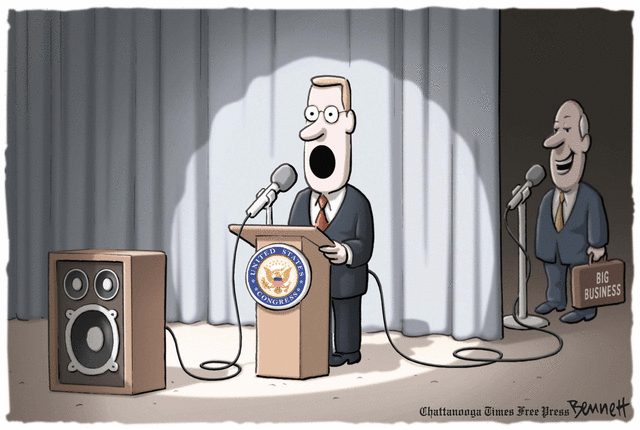 UNITED STATES
CONGRESS
BIG
BUSINESS
Chattanooga Times Free Press BENNETT